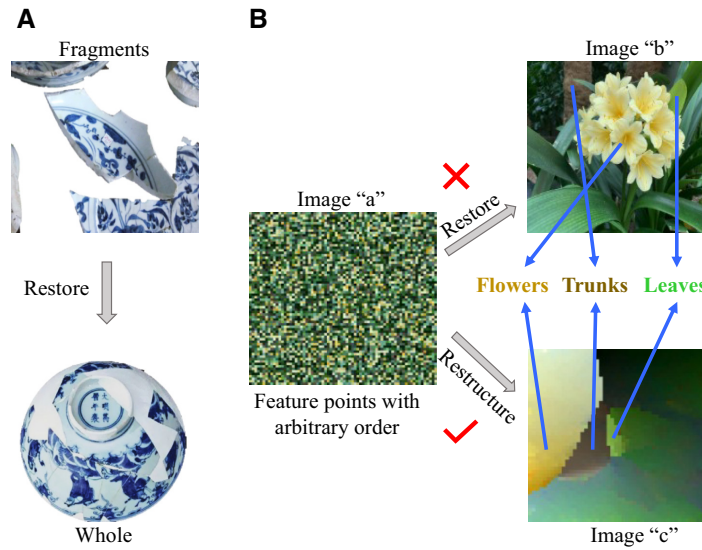 A
Fragments
Restore
Whole
B
Image “a”
Feature points with
arbitrary order
Restore
Restructure
Image “b”
Flowers Trunks Leaves
Image “c”